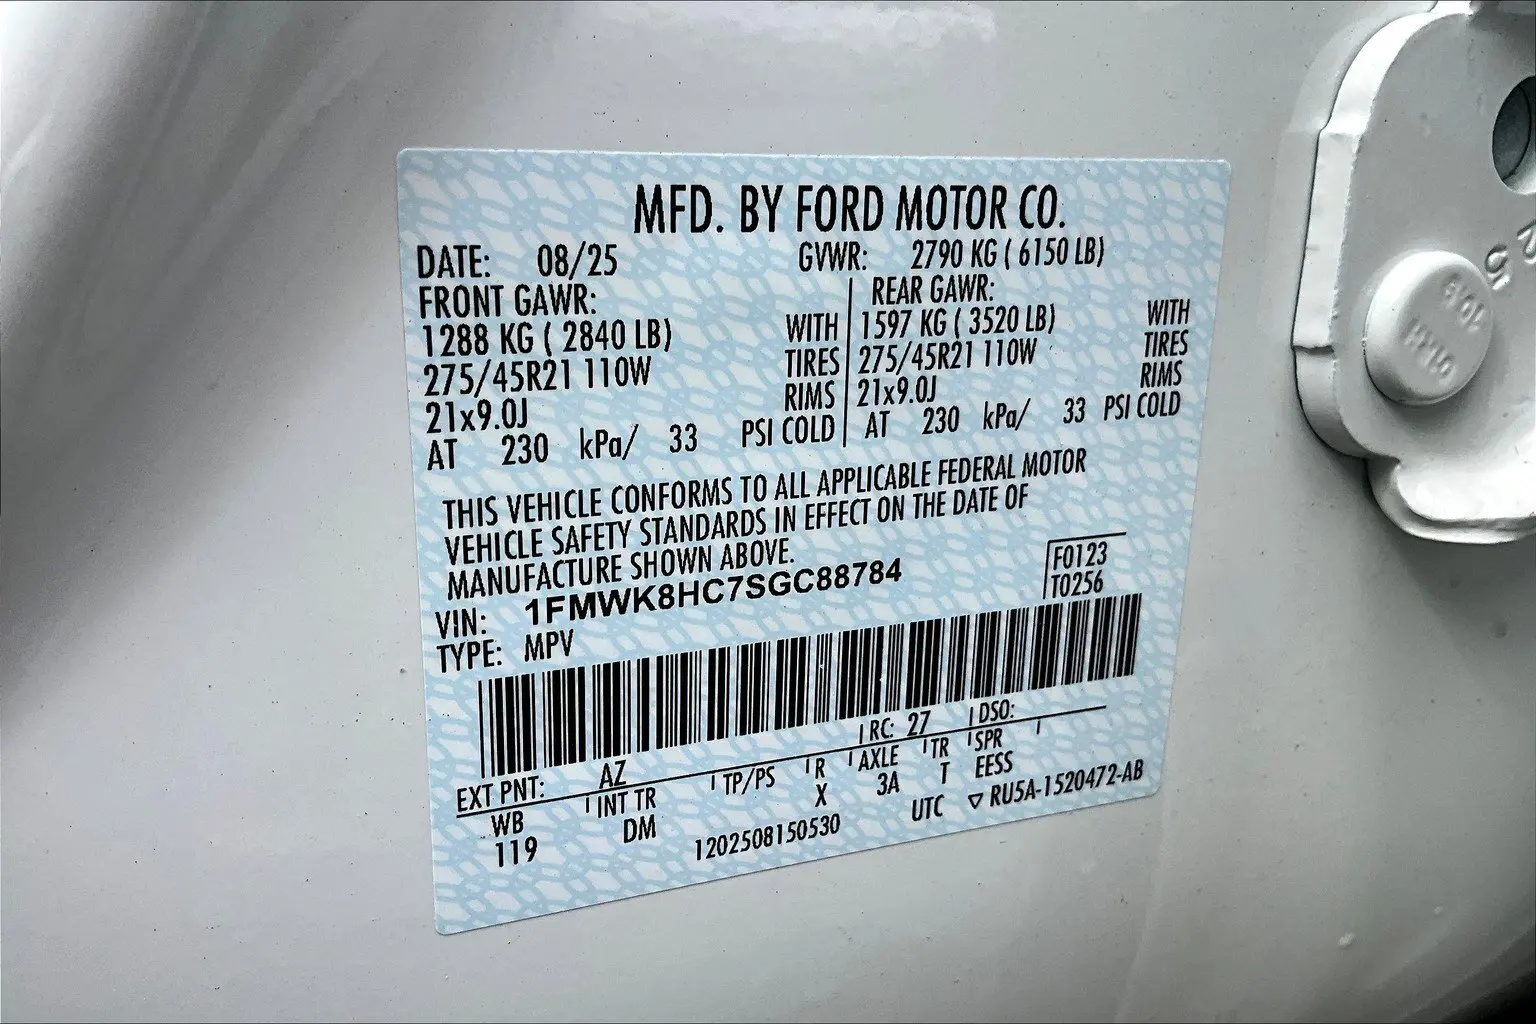 MFD. BY FORD MOTOR CO.
DATE: 08/25 GVWR: 2790 KG ( 6150 LB)
FRONT GAWR: REAR GAWR:
1288 KG ( 2840 LB) WITH 1597 KG ( 3520 LB) WITH
275/45R21 110W TIRES 275/45R21 110W TIRES
21x9.0J RIMS 21x9.0J RIMS
AT 230 kPa/ 33 PSI COLD AT 230 kPa/ 33 PSI COLD
THIS VEHICLE CONFORMS TO ALL APPLICABLE FEDERAL MOTOR
VEHICLE SAFETY STANDARDS IN EFFECT ON THE DATE OF
MANUFACTURE SHOWN ABOVE.
F0123
VIN: 1FMWK8HC7SGC88784
T0256
TYPE: MPV
EXT PNT: AZ RC: 27 DSO:
WB INT TR TP/PS R AXLE TR SPR
119 DM X 3A T EESS
1202508150530 UTC ▽ RU5A-1520472-AB